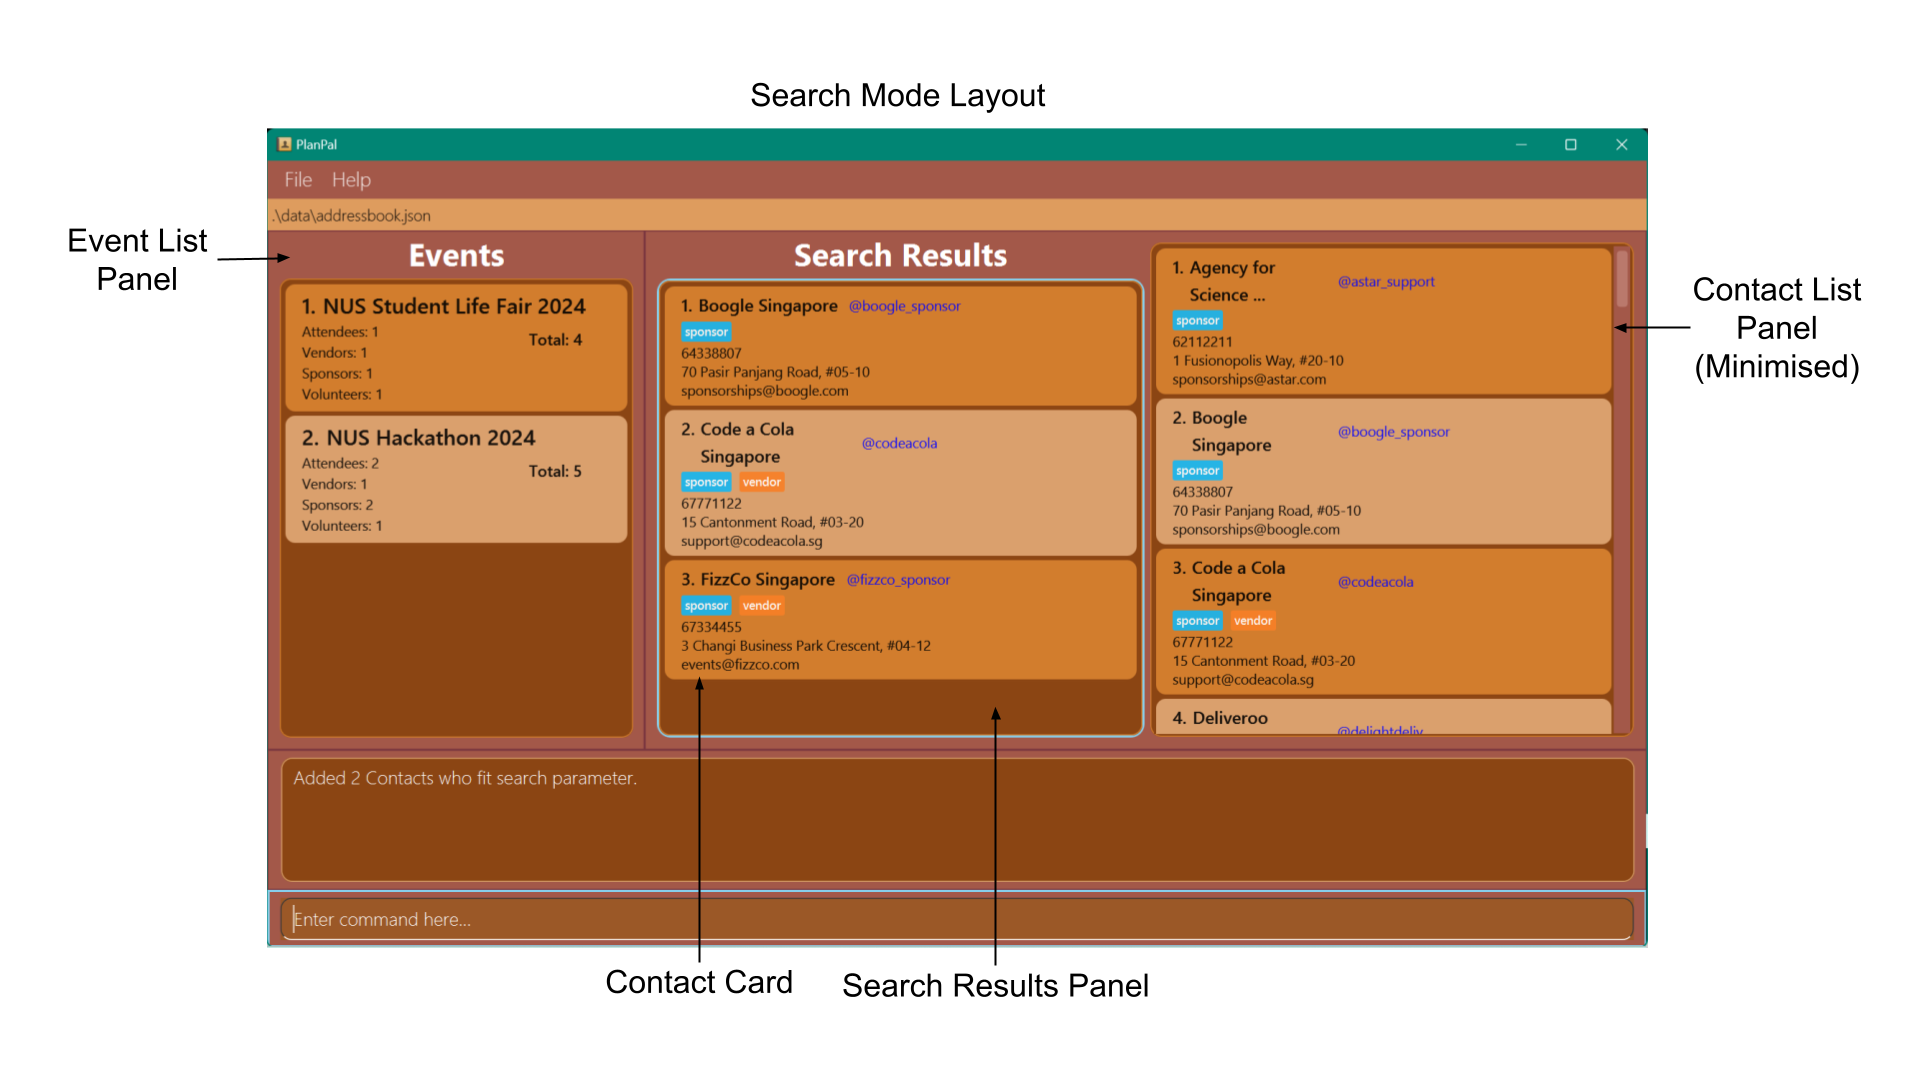 Search Mode Layout
PlanPal
File Help
.\data\addressbook.json
Event List
Panel
Events
1. NUS Student Life Fair 2024
Attendees: 1
Total: 4
Vendors: 1
Sponsors: 1
Volunteers: 1
2. NUS Hackathon 2024
Attendees: 2
Total: 5
Vendors: 1
Sponsors: 2
Volunteers: 1
Search Results
1. Boogle Singapore @boogle_sponsor
sponsor
64338807
70 Pasir Panjang Road, #05-10
sponsorships@boogle.com
2. Code a Cola
Singapore
@codeacola
sponsor vendor
67771122
15 Cantonment Road, #03-20
support@codeacola.sg
3. FizzCo Singapore @fizzco_sponsor
sponsor vendor
67334455
3 Changi Business Park Crescent, #04-12
events@fizzco.com
1. Agency for
Science ...
@astar_support
sponsor
62112211
1 Fusionopolis Way, #20-10
sponsorships@astar.com
2. Boogle
Singapore
@boogle_sponsor
sponsor
64338807
70 Pasir Panjang Road, #05-10
sponsorships@boogle.com
3. Code a Cola
Singapore
@codeacola
sponsor vendor
67771122
15 Cantonment Road, #03-20
support@codeacola.sg
4. Deliveroo
@delightdeliv
Contact List
Panel
(Minimised)
Added 2 Contacts who fit search parameter.
Enter command here...
Contact Card
Search Results Panel